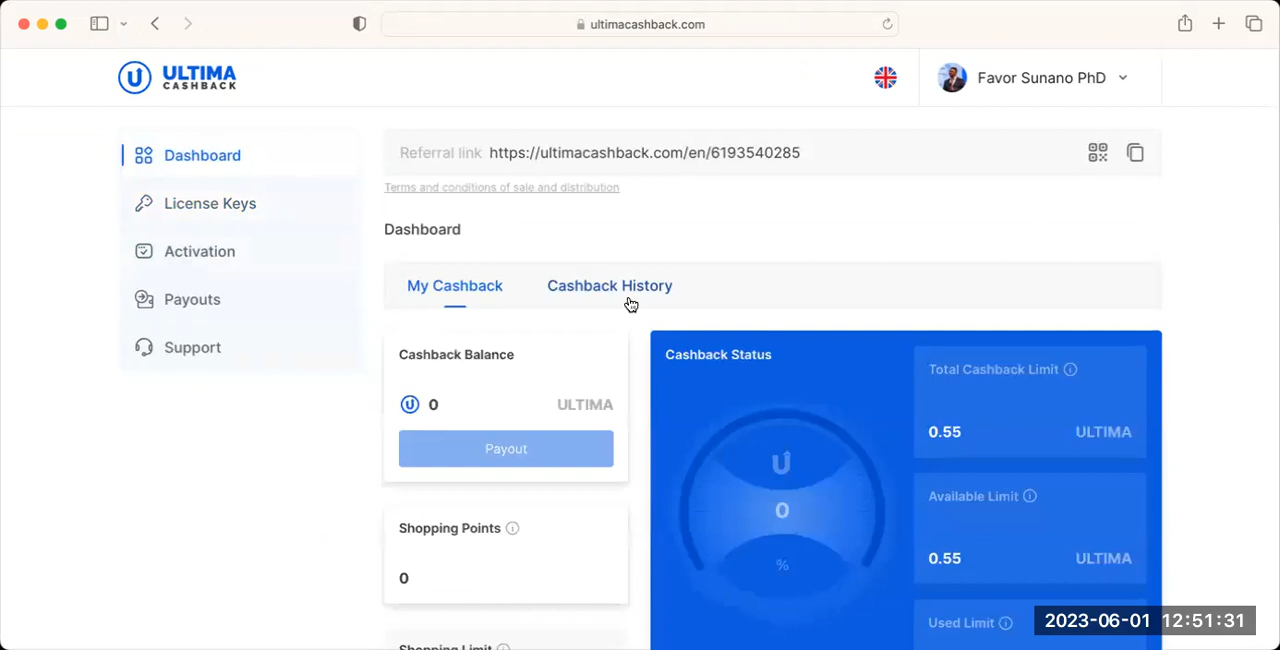 ultimacashback.com
ULTIMA
CASHBACK
Favor Sunano PhD
Dashboard
License Keys
Activation
Payouts
Support
Referral link https://ultimacashback.com/en/6193540285
Terms and conditions of sale and distribution
Dashboard
My Cashback Cashback History
Cashback Balance
0 ULTIMA
Payout
Shopping Points
0
Shopping Limit
Cashback Status
0
%
Total Cashback Limit
0.55 ULTIMA
Available Limit
0.55 ULTIMA
Used Limit
2023-06-01 12:51:31